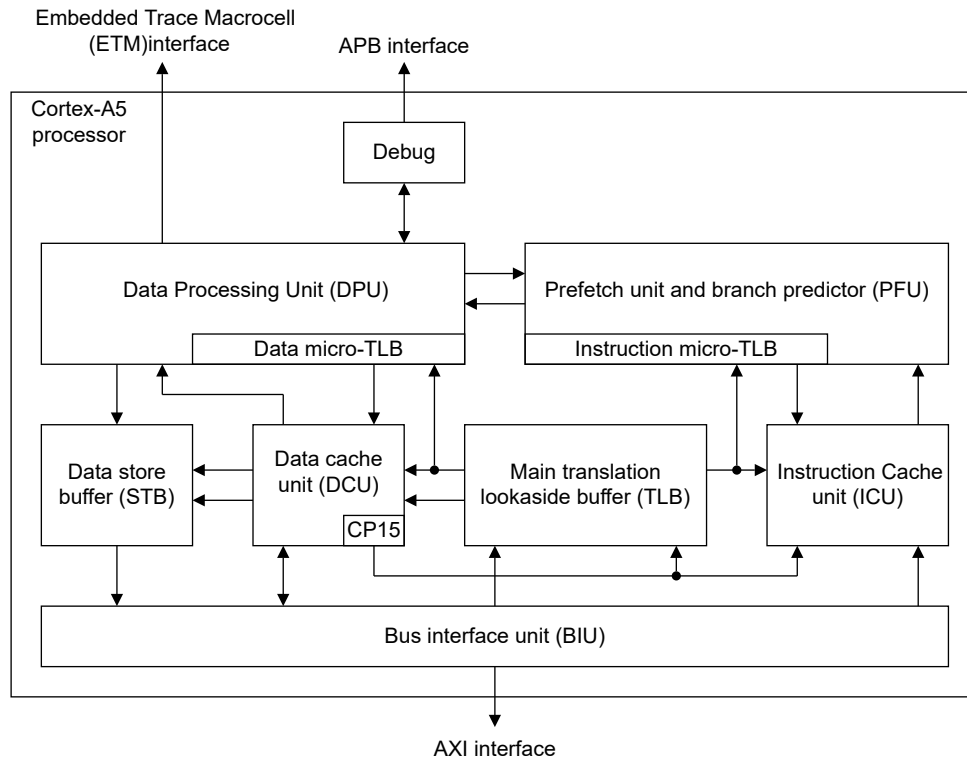 Embedded Trace Macrocell
(ETM)interface
APB interface
Cortex-A5
processor
Debug
Data Processing Unit (DPU)
Prefetch unit and branch predictor (PFU)
Data micro-TLB
Instruction micro-TLB
Data store
buffer (STB)
Data cache
unit (DCU)
CP15
Main translation
lookaside buffer (TLB)
Instruction Cache
unit (ICU)
Bus interface unit (BIU)
AXI interface